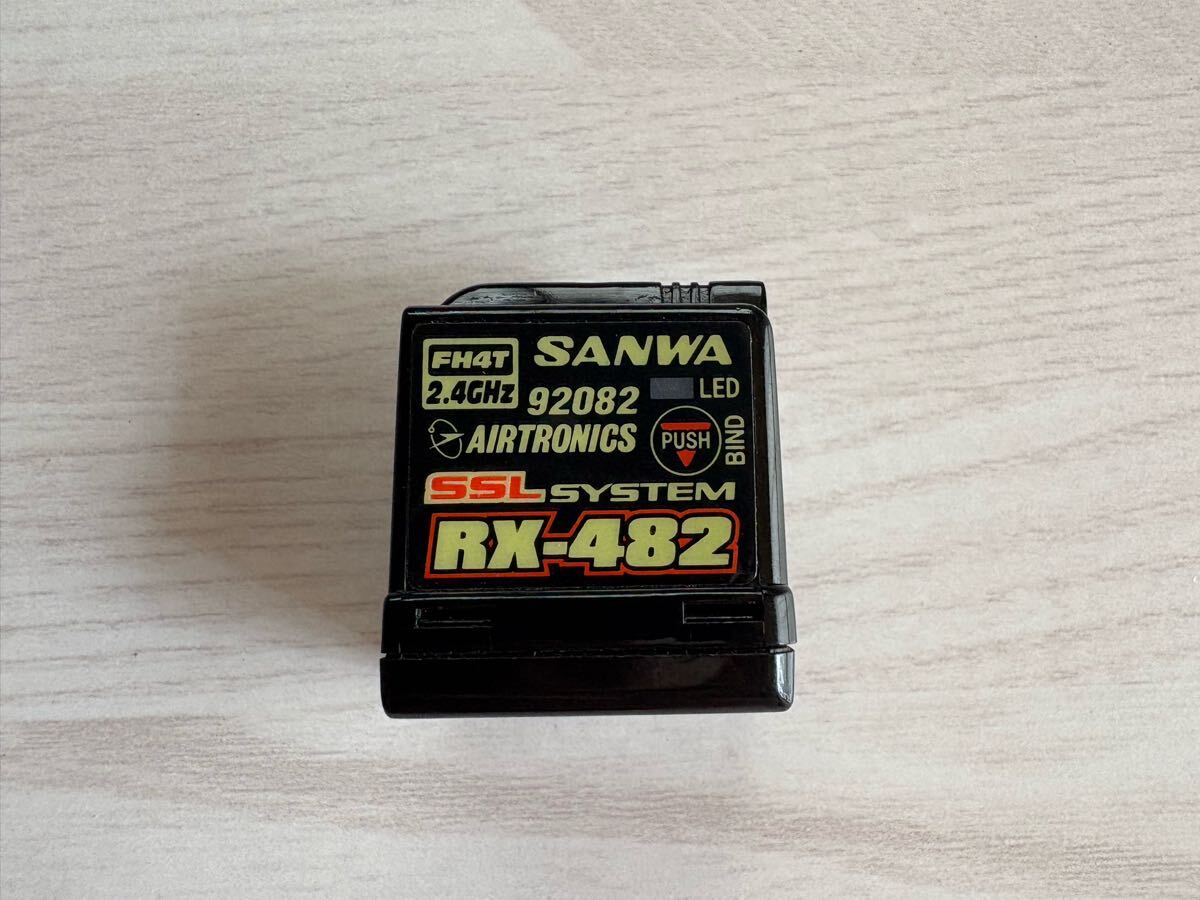 FH4T
2.4GHz
SANWA
92082
LED
AIRTRONICS
PUSH
BIND
SSL SYSTEM
RX-482